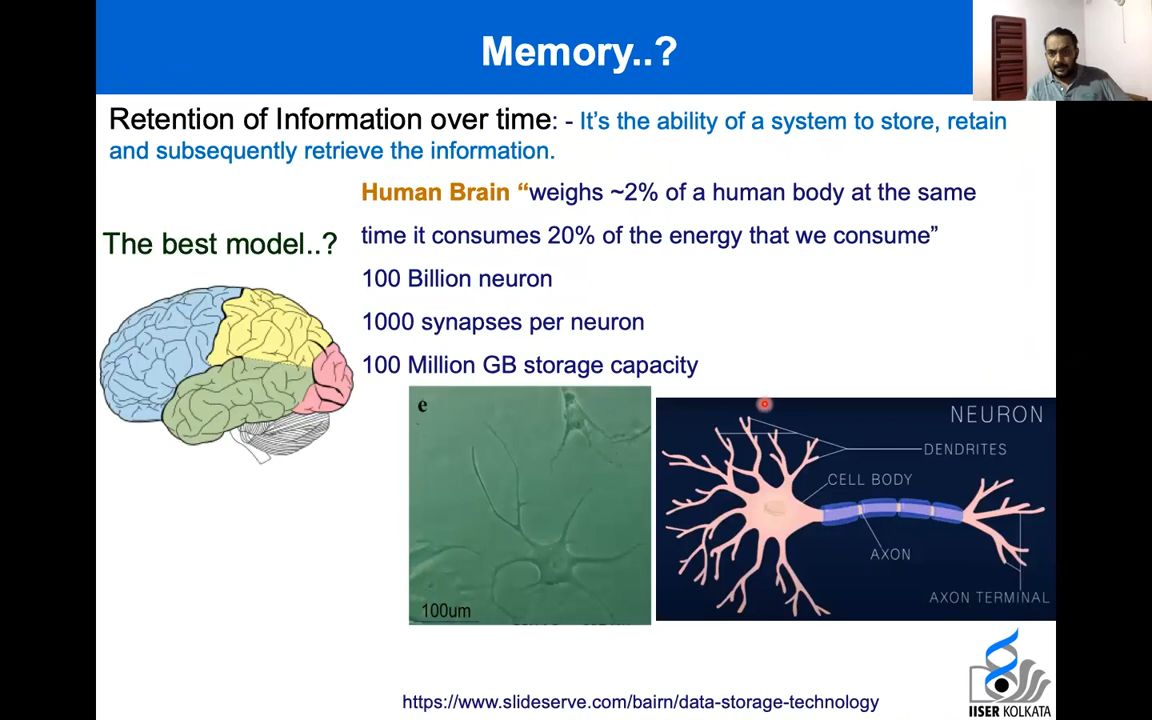 Memory..?
Retention of Information over time: - It’s the ability of a system to store, retain
and subsequently retrieve the information.
Human Brain “weighs ~2% of a human body at the same
time it consumes 20% of the energy that we consume”
The best model..?
100 Billion neuron
1000 synapses per neuron
100 Million GB storage capacity
e
100um
NEURON
DENDRITES
CELL BODY
AXON
AXON TERMINAL
https://www.slideserve.com/bairn/data-storage-technology
IISER KOLKATA